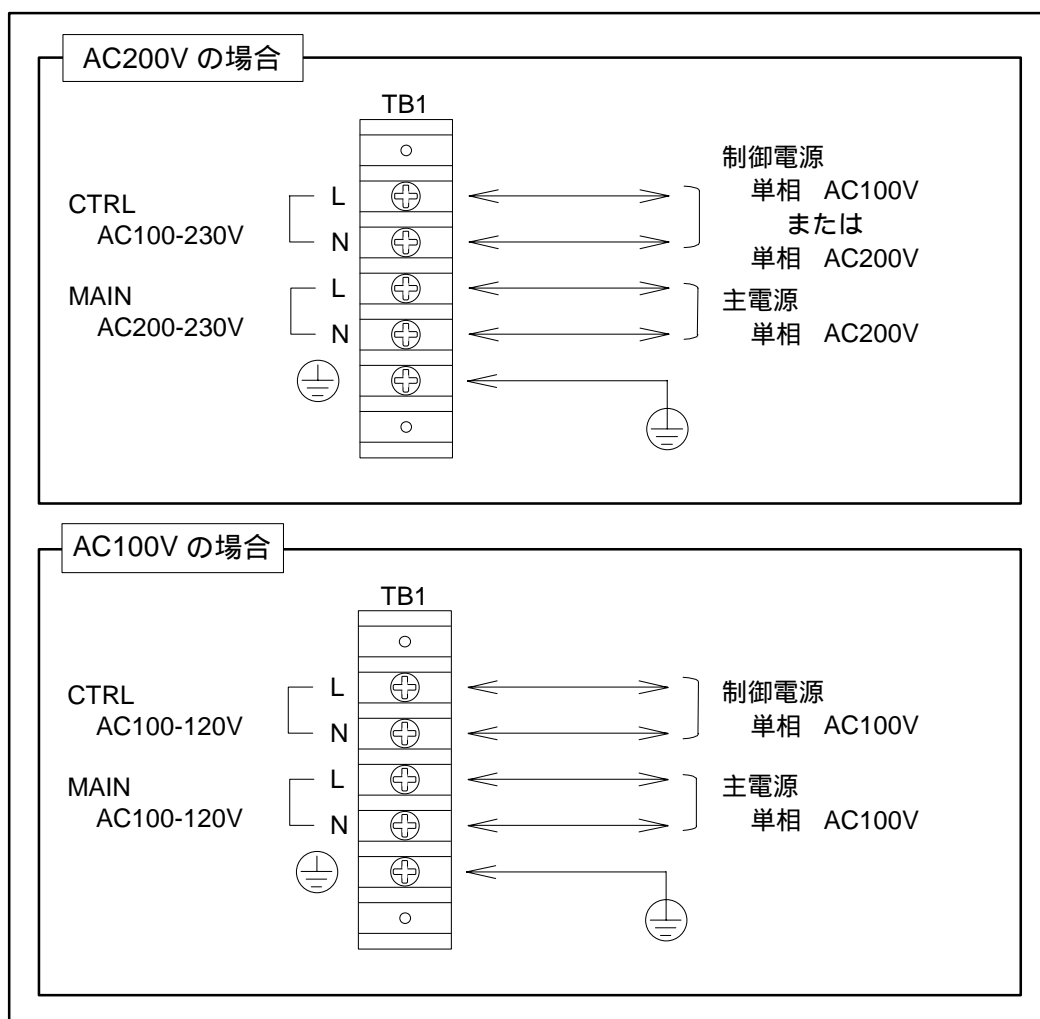 AC200V の場合
TB1
CTRL
AC100-230V
L
N
MAIN
AC200-230V
L
N
制御電源
単相 AC100V
または
単相 AC200V
主電源
単相 AC200V
AC100V の場合
TB1
CTRL
AC100-120V
L
N
MAIN
AC100-120V
L
N
制御電源
単相 AC100V
主電源
単相 AC100V